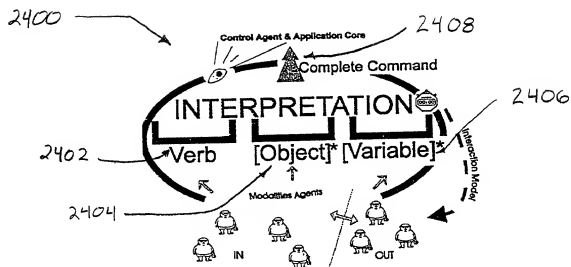 2400
Control Agent & Application Core
2408
Complete Command
INTERPRETATION
2406
2402
Verb
[Object]*
[Variable]*
Interaction Model
2404
Modalities Agents
IN
OUT